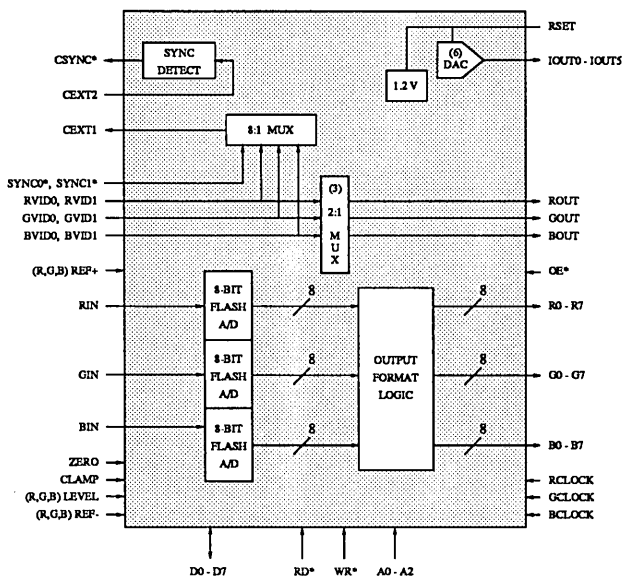 RSET
CSYNC*
SYNC
DETECT
(6)
DAC
IOUT0 - IOUT5
CEXT2
1.2 V
CEXT1
8:1 MUX
SYNC0*, SYNC1*
RVID0, RVID1
GVID0, GVID1
BVID0, BVID1
(3)
2:1
M
U
X
ROUT
GOUT
BOUT
(R,G,B) REF+
OE*
RIN
8-BIT
FLASH
A/D
8
8
R0 - R7
GIN
8-BIT
FLASH
A/D
8
OUTPUT
FORMAT
LOGIC
8
G0 - G7
BIN
8-BIT
FLASH
A/D
8
8
B0 - B7
ZERO
CLAMP
(R,G,B) LEVEL
(R,G,B) REF-
RCLOCK
GCLOCK
BCLOCK
D0 - D7
RD*
WR*
A0 - A2